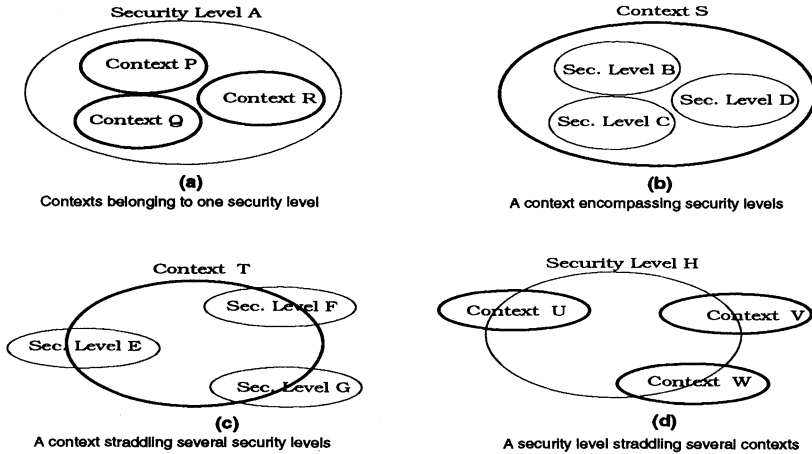 Security Level A
Context P
Context R
Context Q
(a)
Contexts belonging to one security level
Context S
Sec. Level B
Sec. Level D
Sec. Level C
(b)
A context encompassing security levels
Context T
Sec. Level F
Sec. Level E
Sec. Level G
(c)
A context straddling several security levels
Security Level H
Context U
Context V
Context W
(d)
A security level straddling several contexts